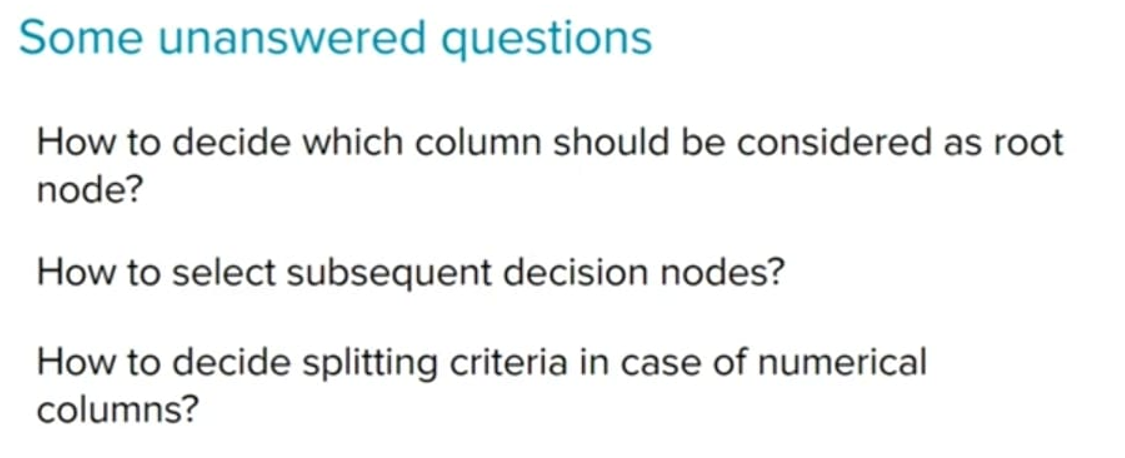 Some unanswered questions
How to decide which column should be considered as root
node?
How to select subsequent decision nodes?
How to decide splitting criteria in case of numerical
columns?